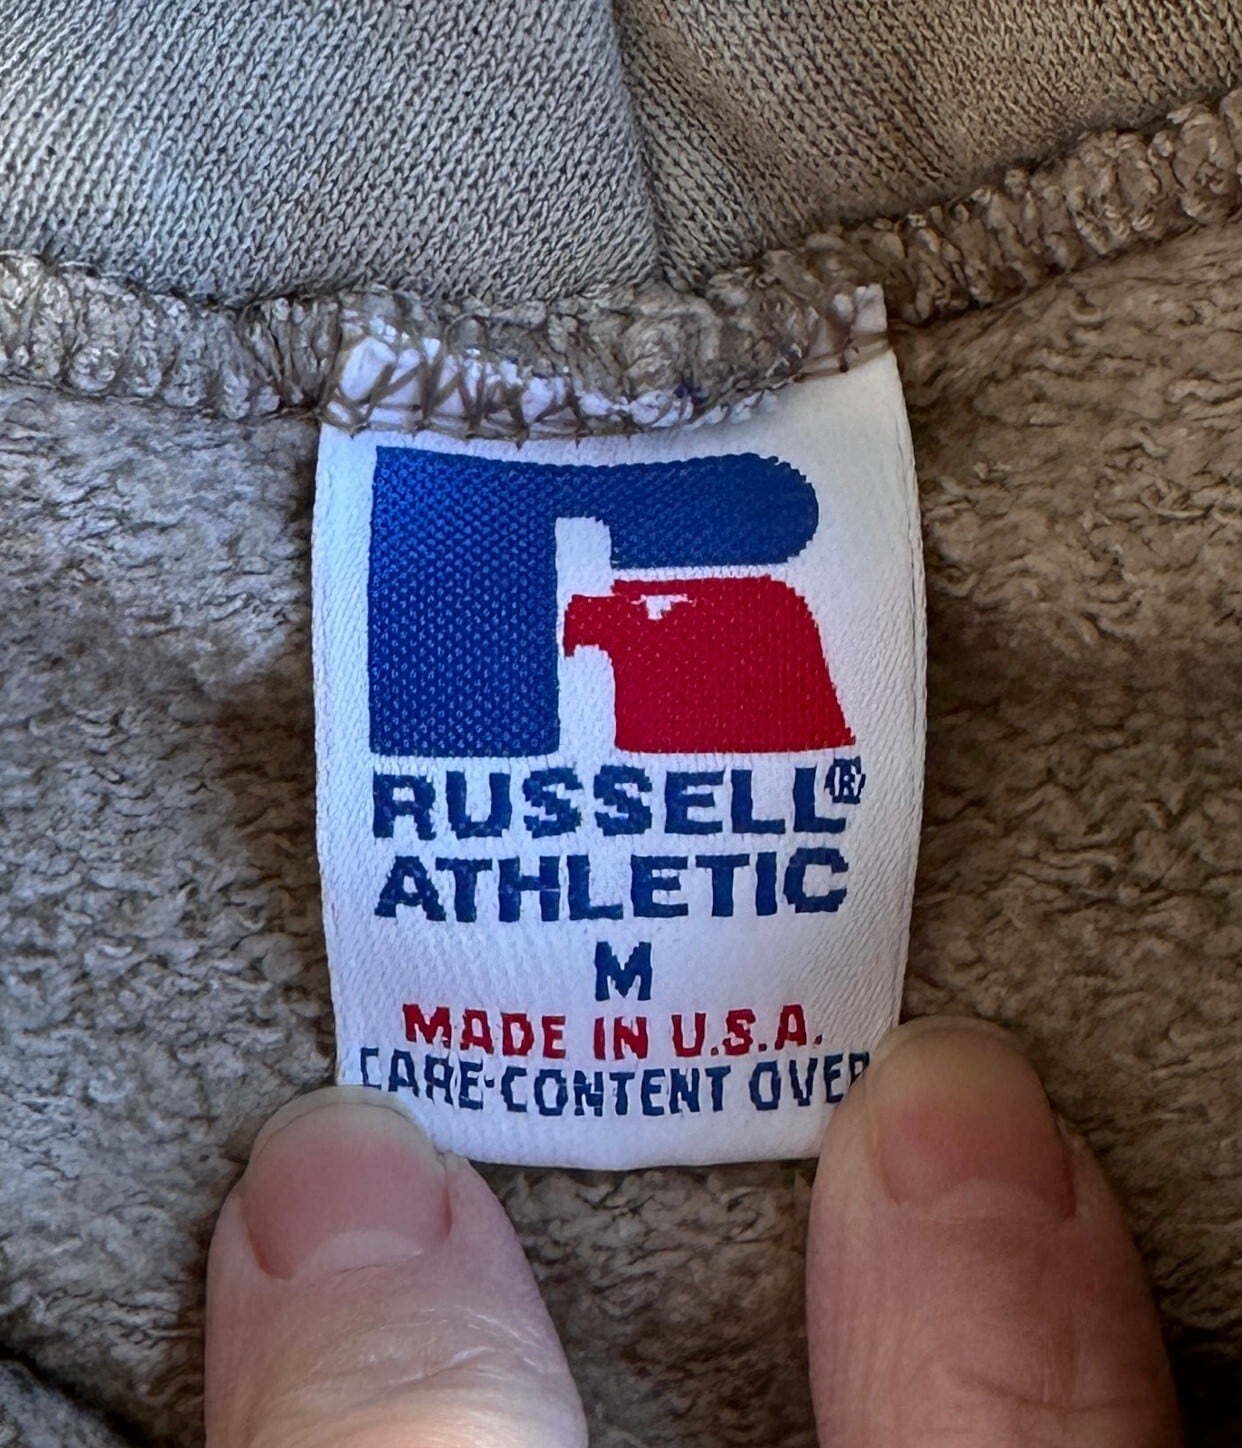 RUSSELL®
ATHLETIC
M
MADE IN U.S.A.
CARE·CONTENT OVER